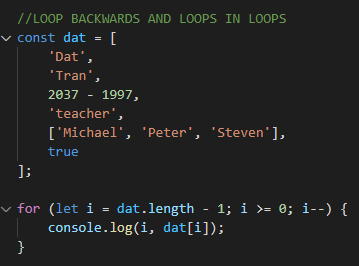 //LOOP BACKWARDS AND LOOPS IN LOOPS
const dat = [
    'Dat',
    'Tran',
    2037 - 1997,
    'teacher',
    ['Michael', 'Peter', 'Steven'],
    true
];

for (let i = dat.length - 1; i >= 0; i--) {
    console.log(i, dat[i]);
}